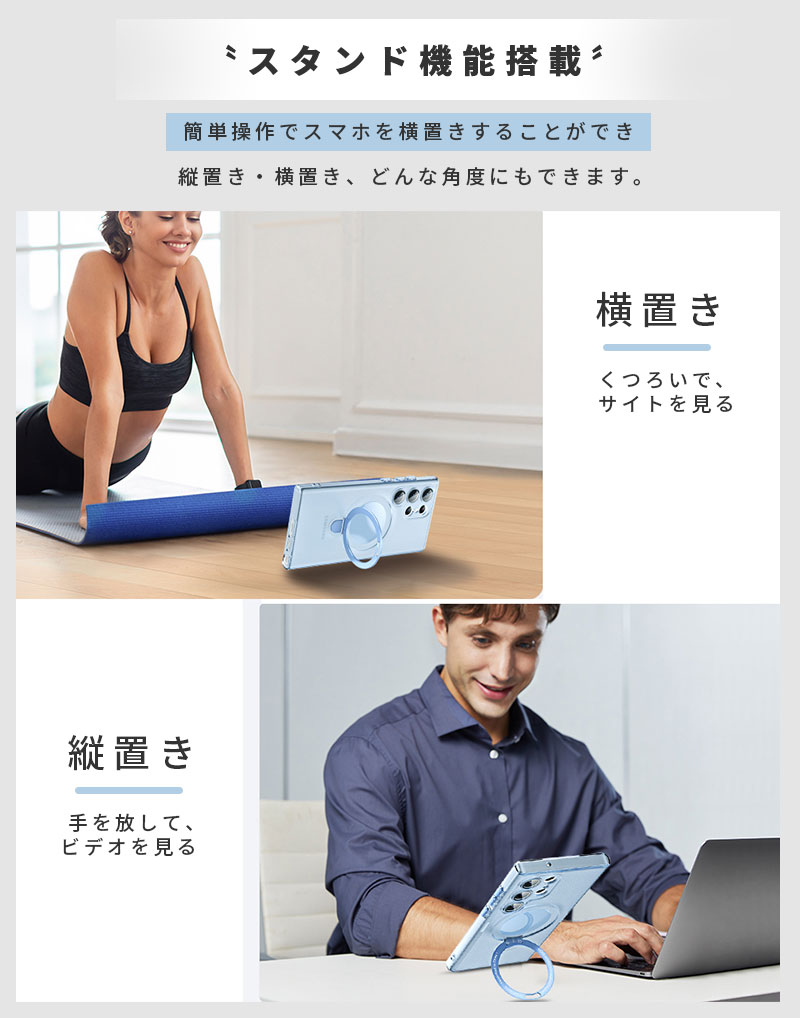 〝スタンド機能搭載〞
簡単操作でスマホを横置きすることができ
縦置き・横置き、どんな角度にもできます。
横置き
くつろいで、
サイトを見る
縦置き
手を放して、
ビデオを見る